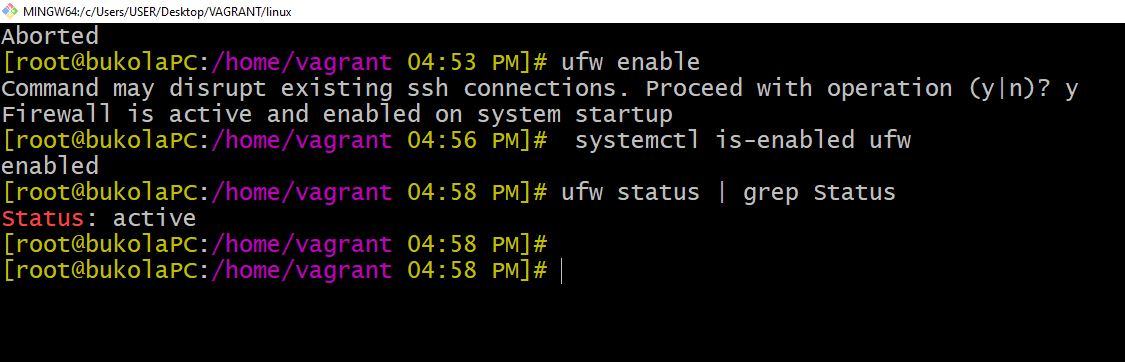 MINGW64:/c/Users/USER/Desktop/VAGRANT/linux
Aborted
[root@bukolaPC:/home/vagrant 04:53 PM]# ufw enable
Command may disrupt existing ssh connections. Proceed with operation (y|n)? y
Firewall is active and enabled on system startup
[root@bukolaPC:/home/vagrant 04:56 PM]#  systemctl is-enabled ufw
enabled
[root@bukolaPC:/home/vagrant 04:58 PM]# ufw status | grep Status
Status: active
[root@bukolaPC:/home/vagrant 04:58 PM]#
[root@bukolaPC:/home/vagrant 04:58 PM]#